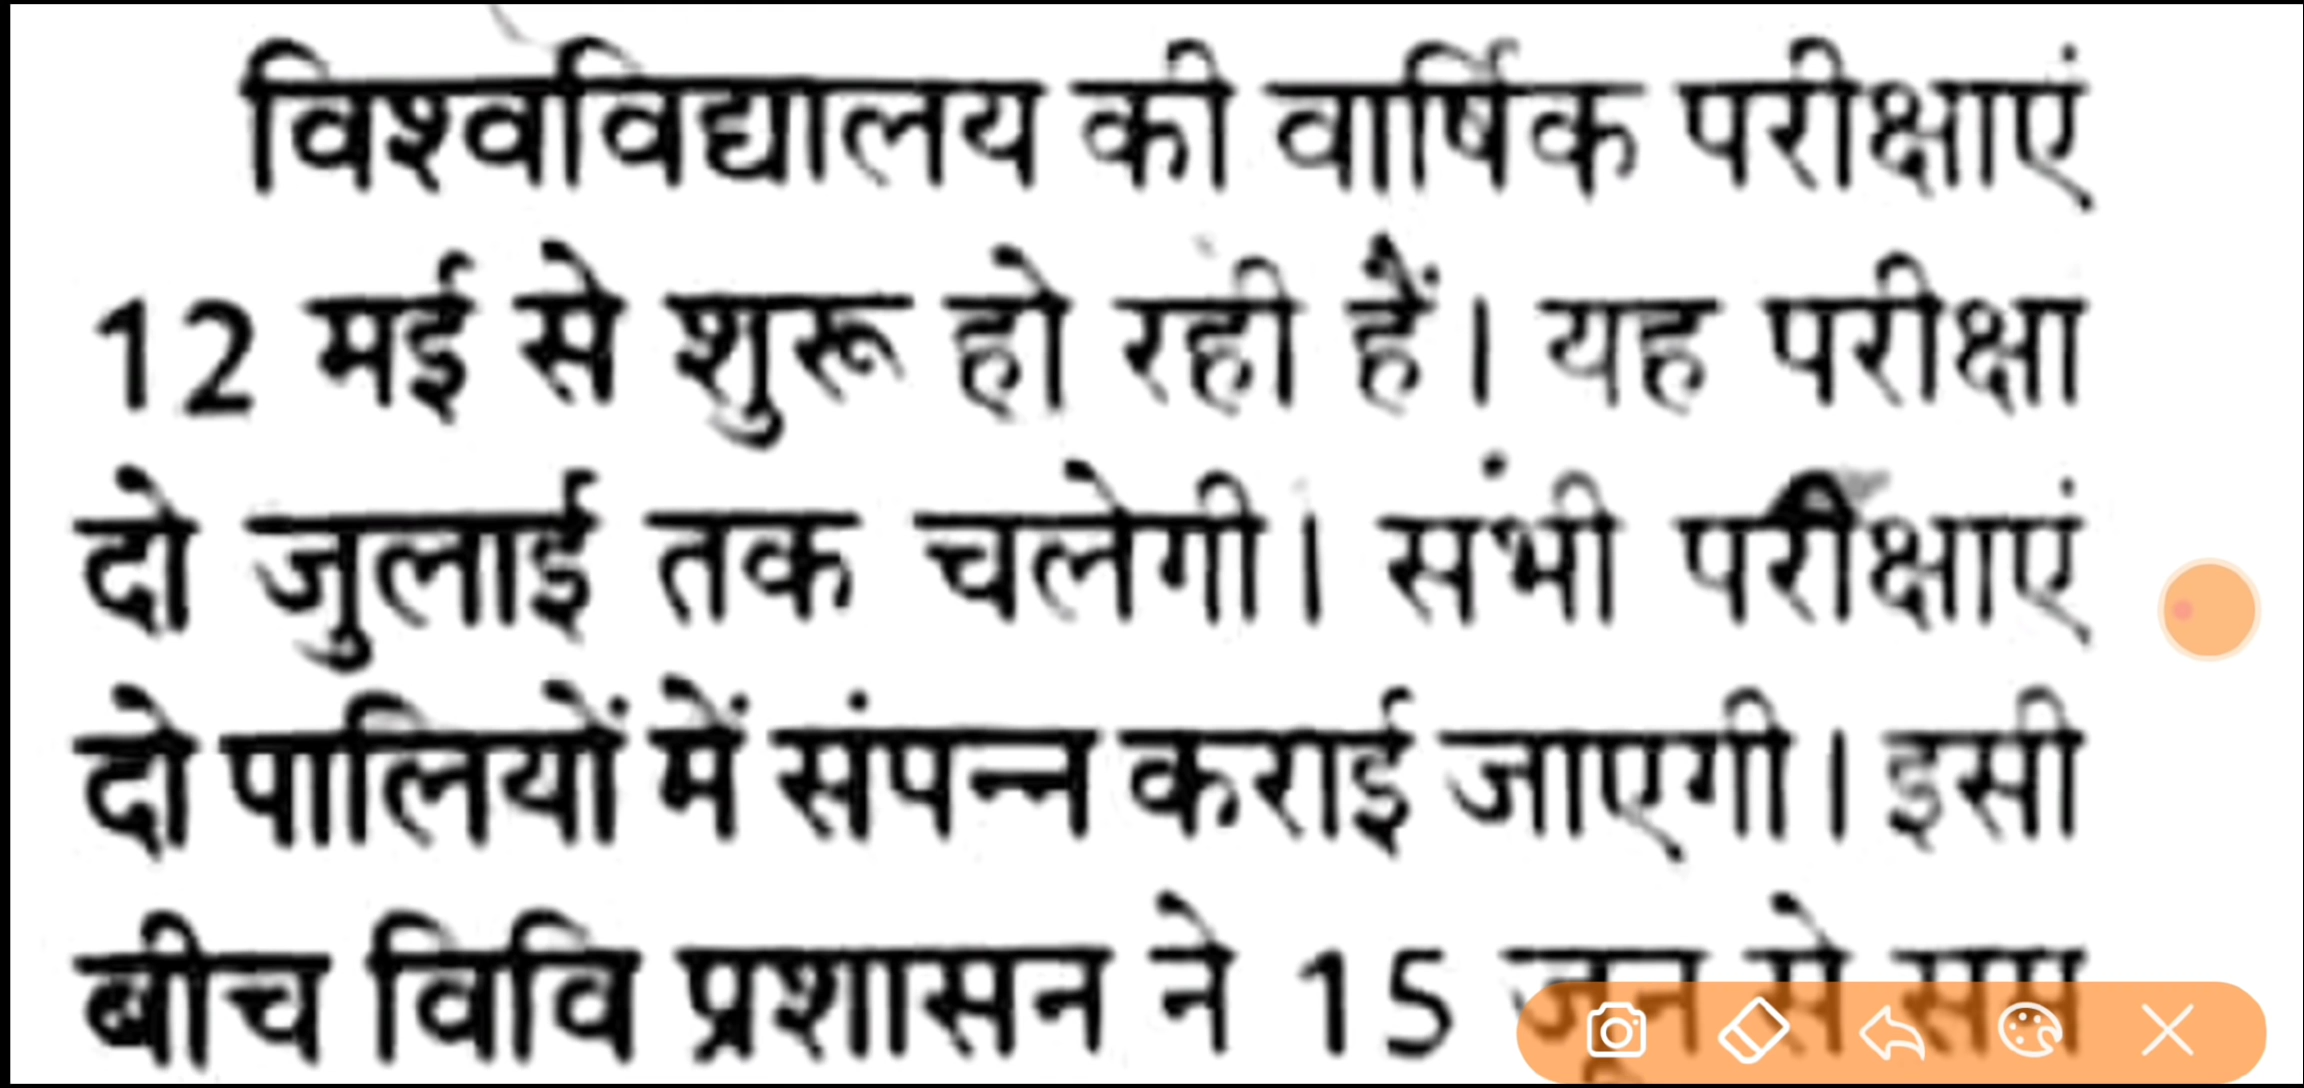 विश्वविद्यालय की वार्षिक परीक्षाएं
12 मई से शुरू हो रही हैं। यह परीक्षा
दो जुलाई तक चलेगी। सभी परीक्षाएं
दो पालियों में संपन्न कराई जाएगी। इसी
बीच विवि प्रशासन ने 15 जून से सम